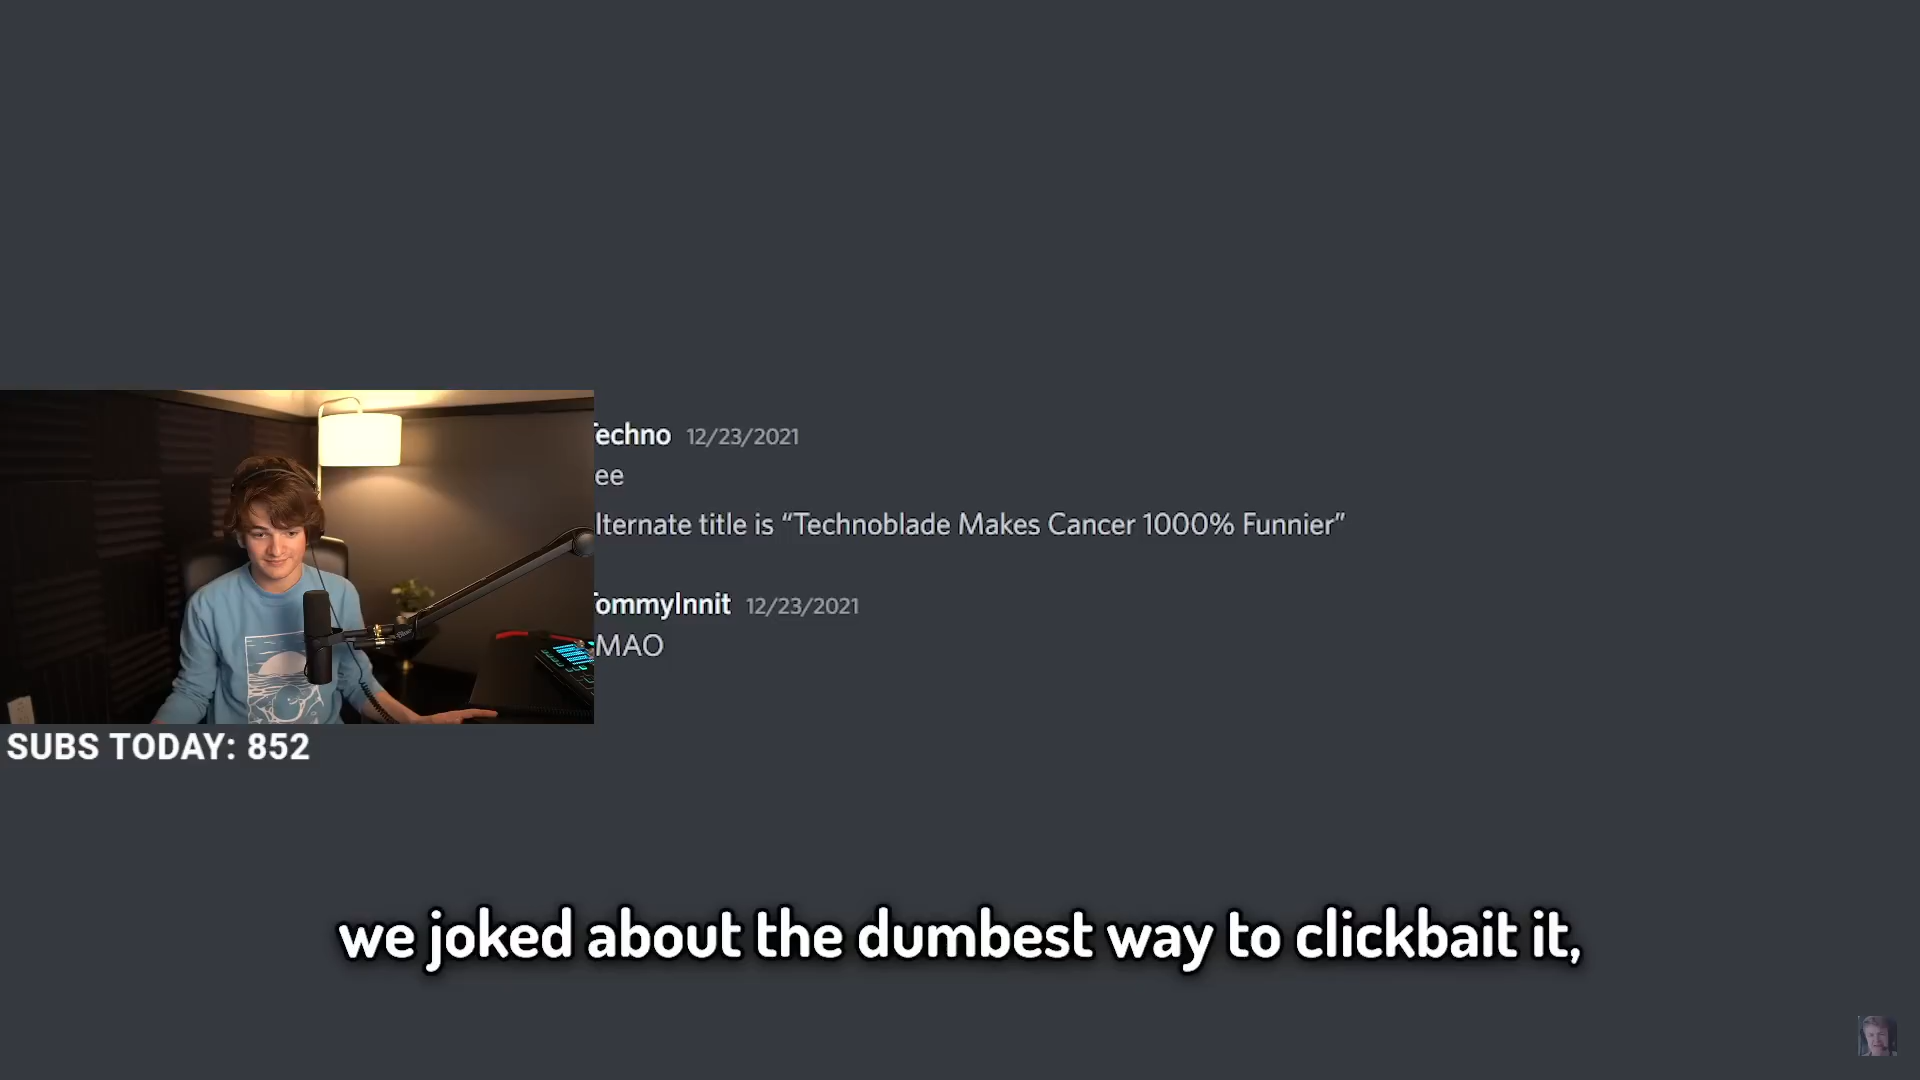 echno 12/23/2021
ee
lternate title is “Technoblade Makes Cancer 1000% Funnier”
ommyInnit 12/23/2021
MAO
SUBS TODAY: 852
we joked about the dumbest way to clickbait it,